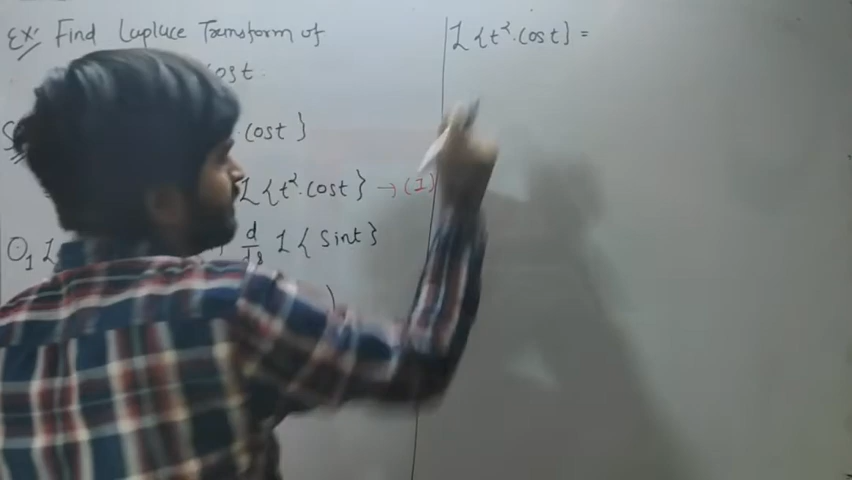 Ex: Find Laplace Transform of
cost.
cost }
L { t². cost } → (I)
O₁ L d/ds L { Sint }
)
L { t². cost } =